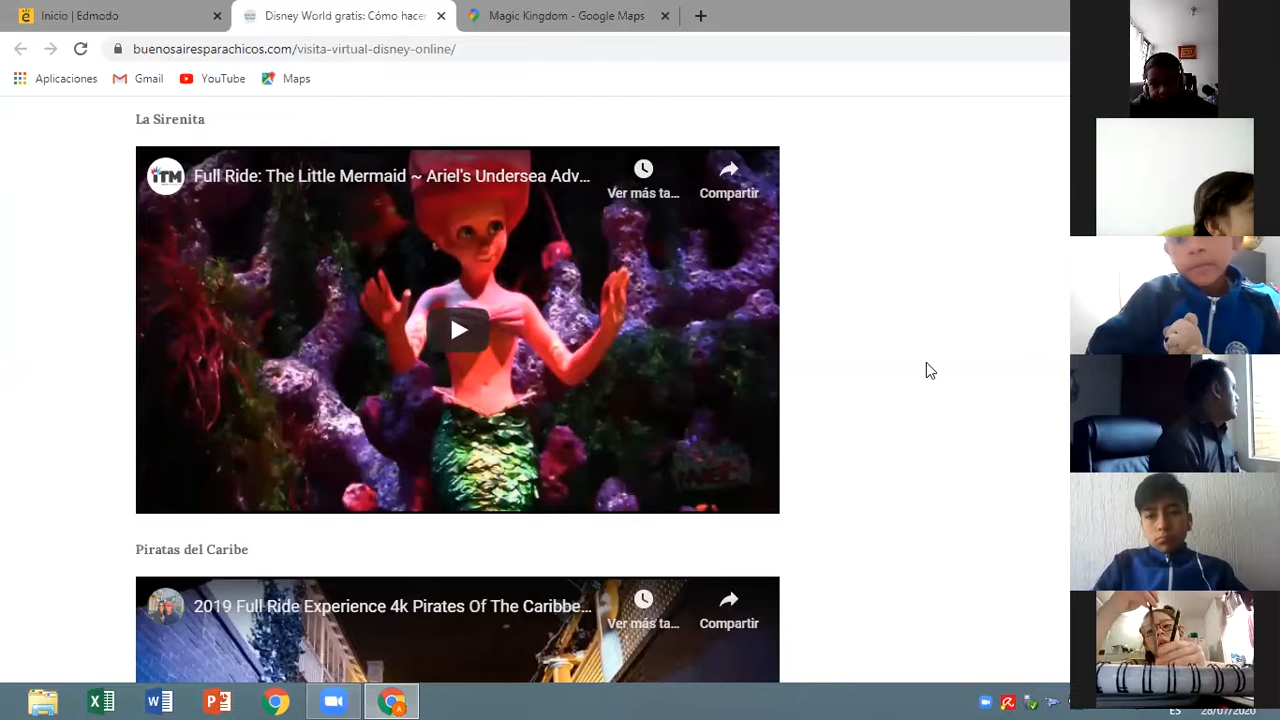 Inicio | Edmodo
Disney World gratis: Cómo hacer
Magic Kingdom - Google Maps
buenosairesparachicos.com/visita-virtual-disney-online/
Aplicaciones
Gmail
YouTube
Maps
La Sirenita
iTM
Full Ride: The Little Mermaid ~ Ariel's Undersea Adv...
Ver más ta...
Compartir
Piratas del Caribe
2019 Full Ride Experience 4k Pirates Of The Caribbe...
Ver más ta...
Compartir
ES
28/07/2020